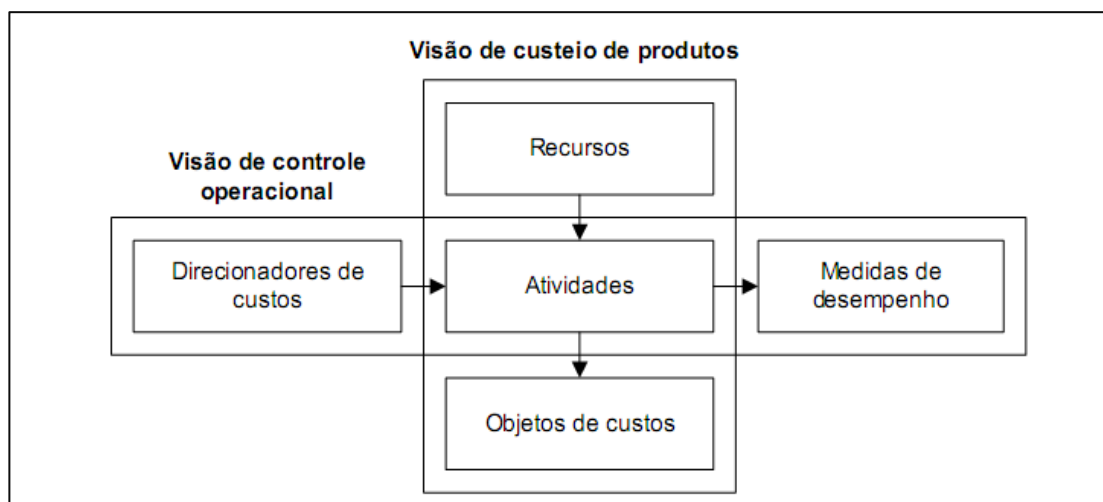 Visão de custeio de produtos
Recursos
Visão de controle
operacional
Direcionadores de
custos
Atividades
Medidas de
desempenho
Objetos de custos